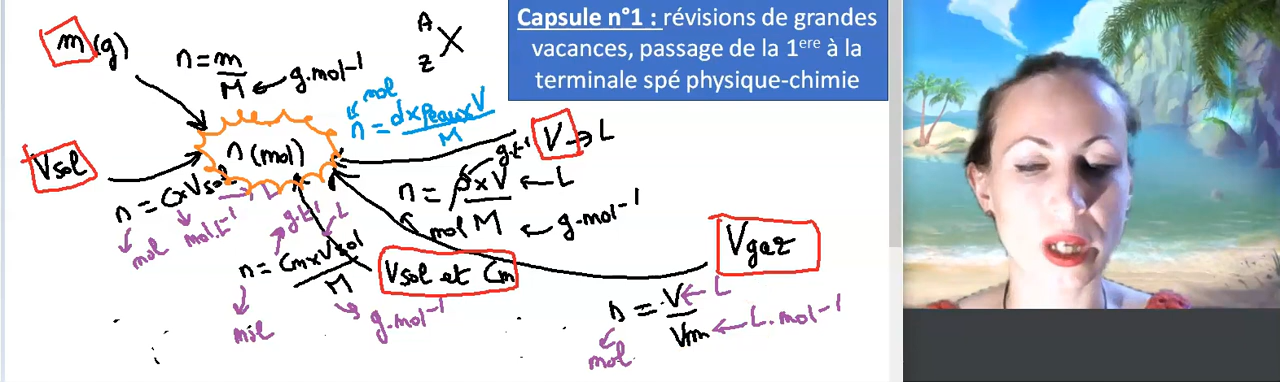 Capsule n°1 : révisions de grandes
vacances, passage de la 1ere à la
terminale spé physique-chimie
m (g)
n = m
M ← g.mol-1
A
Z X
mol
n = d x ρeau x V
M
n (mol)
V → L
g.L-1
n = ρ x V ← L
mol M ← g.mol-1
Vsol
n = C x Vsol
L
mol mol.L-1
g.L-1 L
n = Cm x Vsol
M
mol g.mol-1
Vsol et Cm
Vgaz
n = V ← L
Vm ← L.mol-1
mol